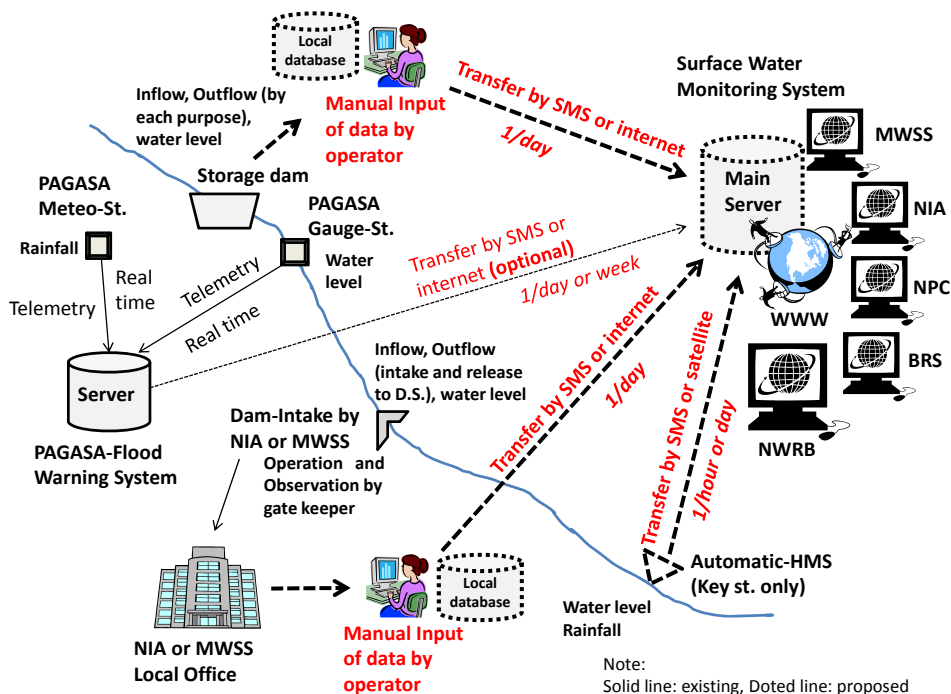 Local
database
Manual Input
of data by
operator
Inflow, Outflow (by
each purpose),
water level
Storage dam
Transfer by SMS or internet
1/day
Surface Water
Monitoring System
MWSS
Main
Server
NIA
NPC
WWW
BRS
NWRB
PAGASA
Meteo-St.
Rainfall
PAGASA
Gauge-St.
Water
level
Telemetry
Real
time
Telemetry
Real time
Transfer by SMS or
internet (optional)
1/day or week
Server
PAGASA-Flood
Warning System
Inflow, Outflow
(intake and release
to D.S.), water level
Dam-Intake by
NIA or MWSS
Operation and
Observation by
gate keeper
Transfer by SMS or internet
1/day
Transfer by SMS or satellite
1/hour or day
NIA or MWSS
Local Office
Local
database
Manual Input
of data by
operator
Automatic-HMS
(Key st. only)
Water level
Rainfall
Note:
Solid line: existing, Doted line: proposed